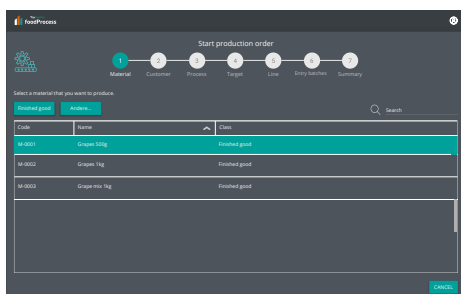 foodProcess
Start production order
1 2 3 4 5 6 7
Material Customer Process Target Line Entry batches Summary
Select a material that you want to produce.
Finished good Andere... Search
Code Name Class
M-0001 Grapes 500g Finished good
M-0002 Grapes 1kg Finished good
M-0003 Grape mix 1kg Finished good
CANCEL